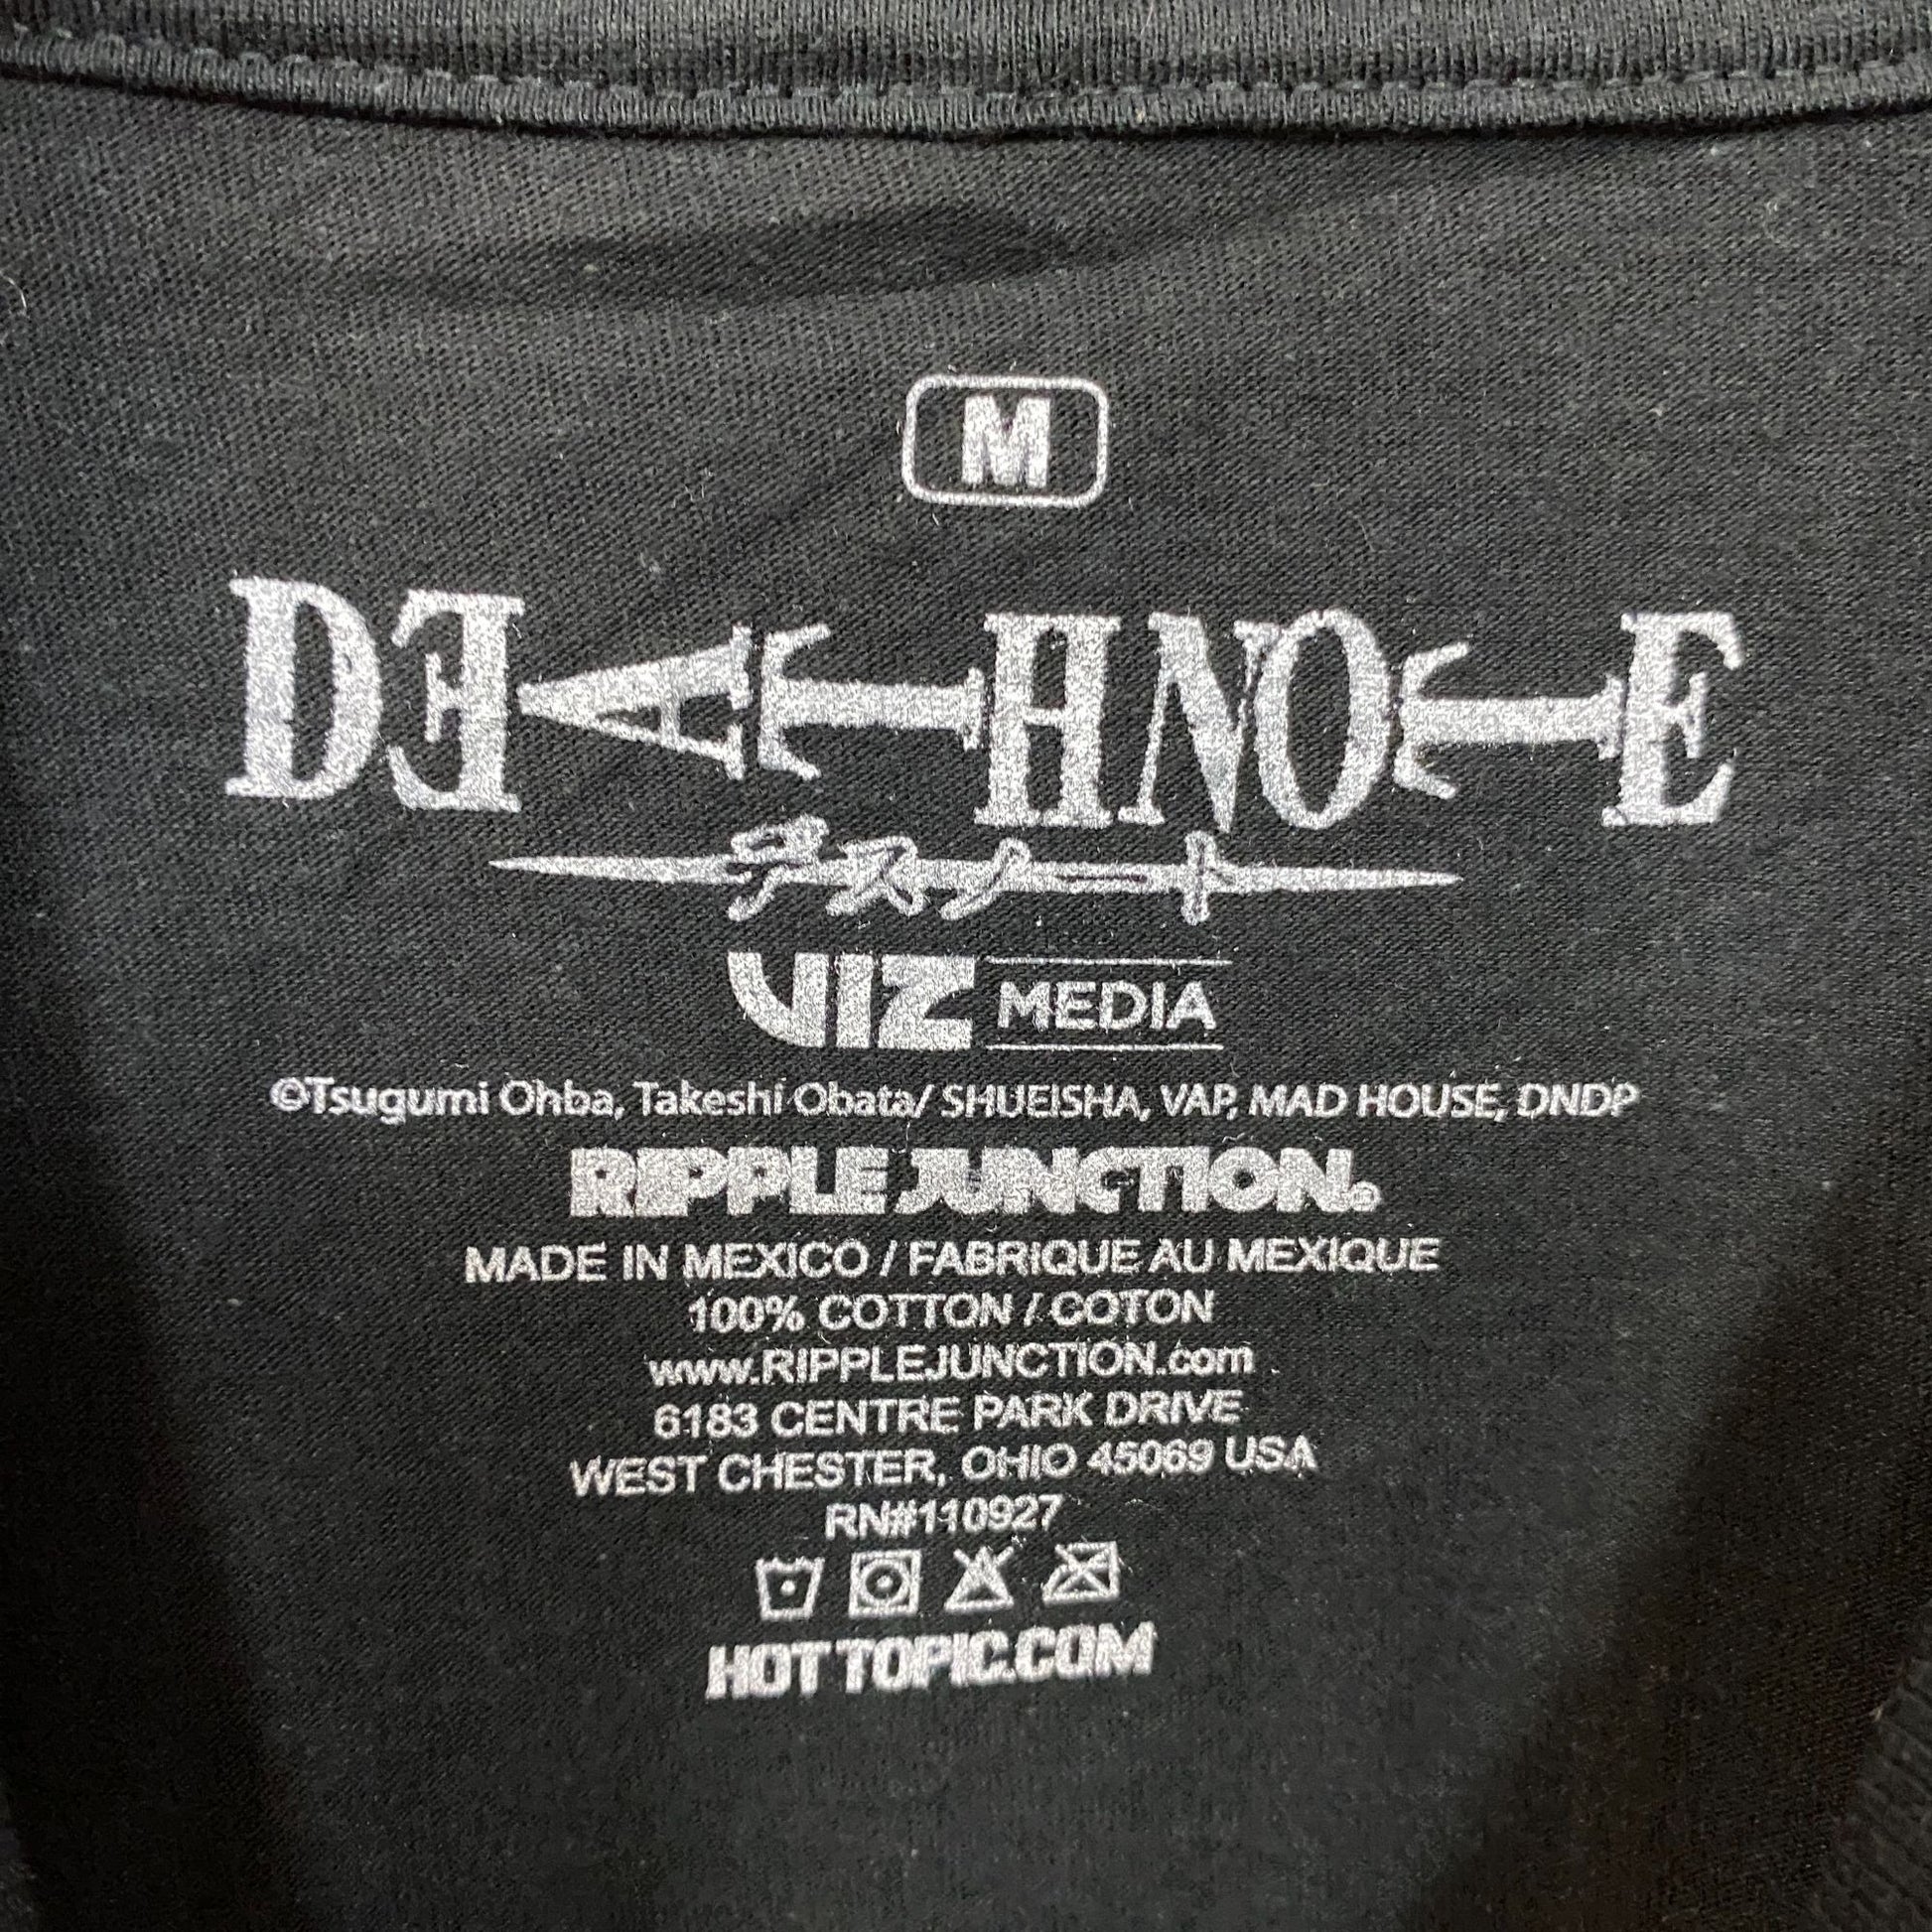 M
DEATH NOTE
デスノート
VIZ MEDIA
©Tsugumi Ohba, Takeshi Obata/ SHUEISHA, VAP, MAD HOUSE, DNDP
RIPPLE JUNCTION®
MADE IN MEXICO / FABRIQUE AU MEXIQUE
100% COTTON / COTON
www.RIPPLEJUNCTION.com
6183 CENTRE PARK DRIVE
WEST CHESTER, OHIO 45069 USA
RN#110927
HOTTOPIC.COM